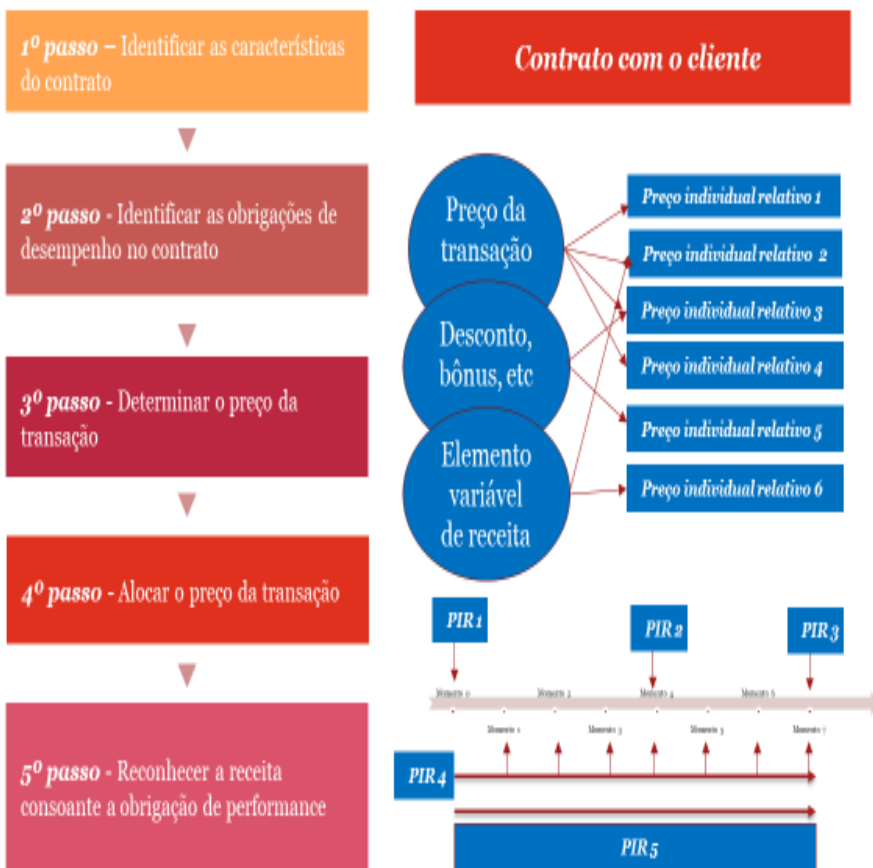 1º passo – Identificar as características
do contrato
2º passo - Identificar as obrigações de
desempenho no contrato
3º passo - Determinar o preço da
transação
4º passo - Alocar o preço da transação
5º passo - Reconhecer a receita
consoante a obrigação de performance
Contrato com o cliente
Preço da
transação
Desconto,
bônus, etc
Elemento
variável
de receita
Preço individual relativo 1
Preço individual relativo 2
Preço individual relativo 3
Preço individual relativo 4
Preço individual relativo 5
Preço individual relativo 6
PIR 1
PIR 2
PIR 3
Momento 0
Momento 2
Momento 4
Momento 6
Momento 1
Momento 3
Momento 5
Momento 7
PIR 4
PIR 5